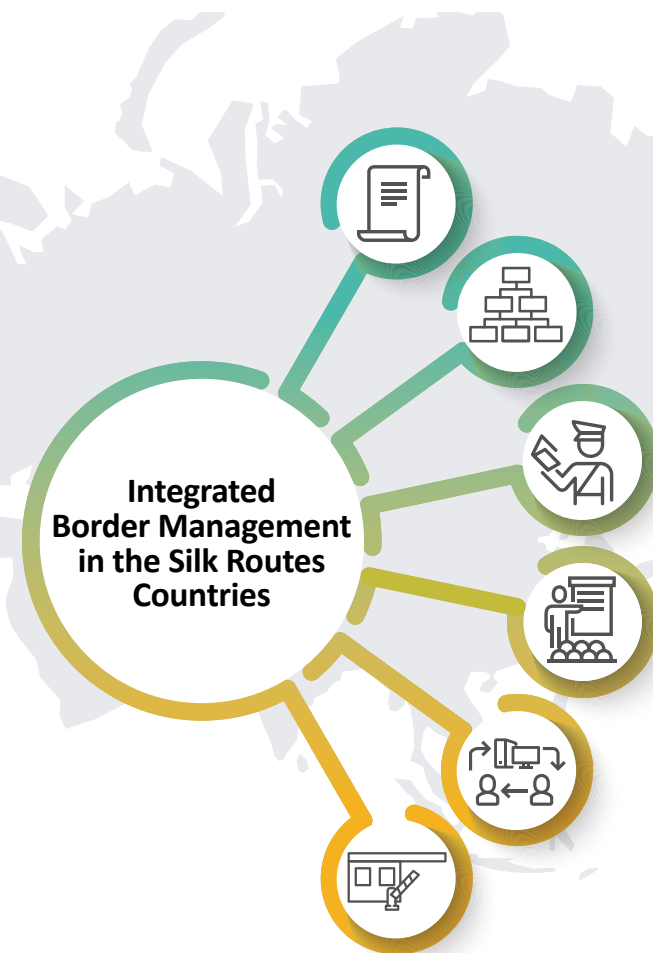 Integrated
Border Management
in the Silk Routes
Countries